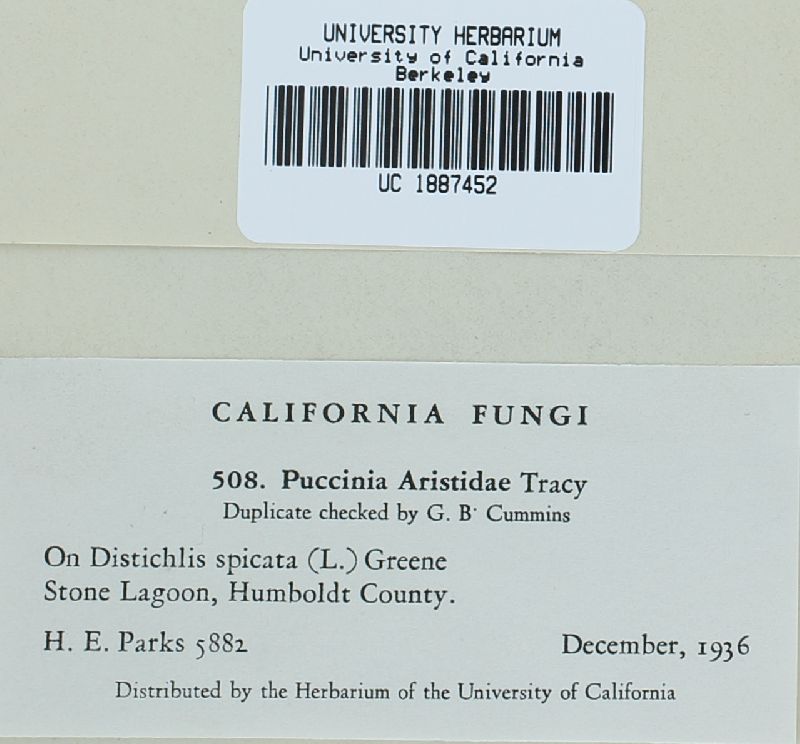 UNIVERSITY HERBARIUM
University of California
Berkeley
UC 1887452
CALIFORNIA FUNGI
508. Puccinia Aristidae Tracy
Duplicate checked by G. B· Cummins
On Distichlis spicata (L.) Greene
Stone Lagoon, Humboldt County.
H. E. Parks 5882 December, 1936
Distributed by the Herbarium of the University of California